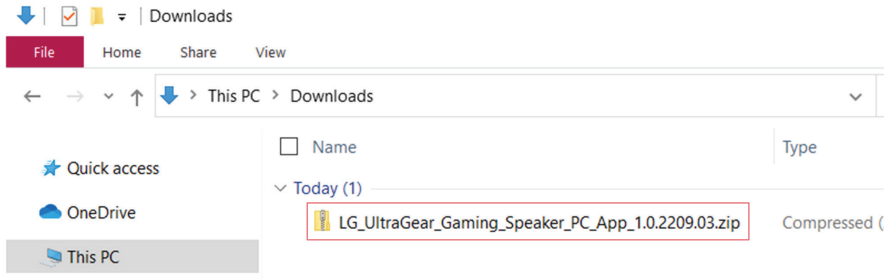 Downloads
File Home Share View
This PC > Downloads
Name Type
Quick access
Today (1)
OneDrive
LG_UltraGear_Gaming_Speaker_PC_App_1.0.2209.03.zip Compressed (
This PC